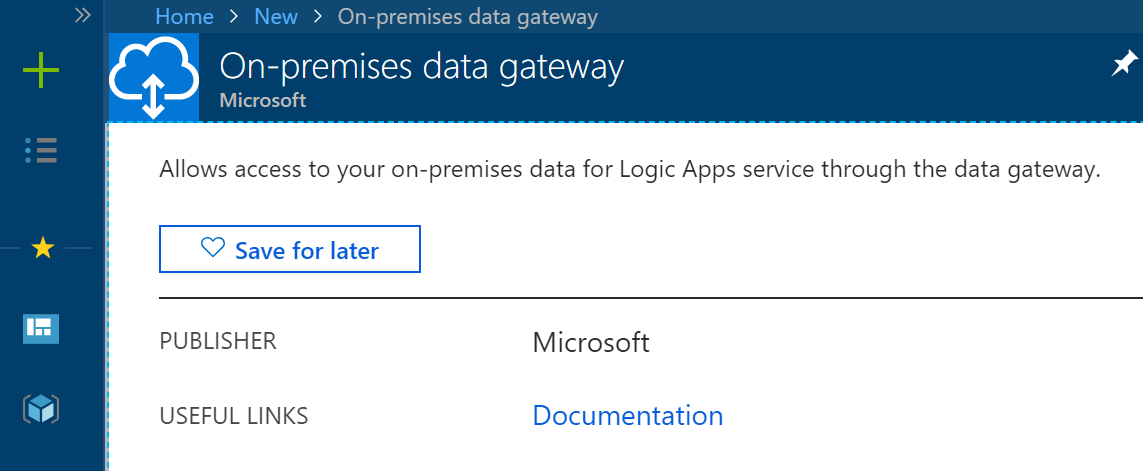 Home > New > On-premises data gateway
On-premises data gateway
Microsoft
Allows access to your on-premises data for Logic Apps service through the data gateway.
Save for later
PUBLISHER Microsoft
USEFUL LINKS Documentation